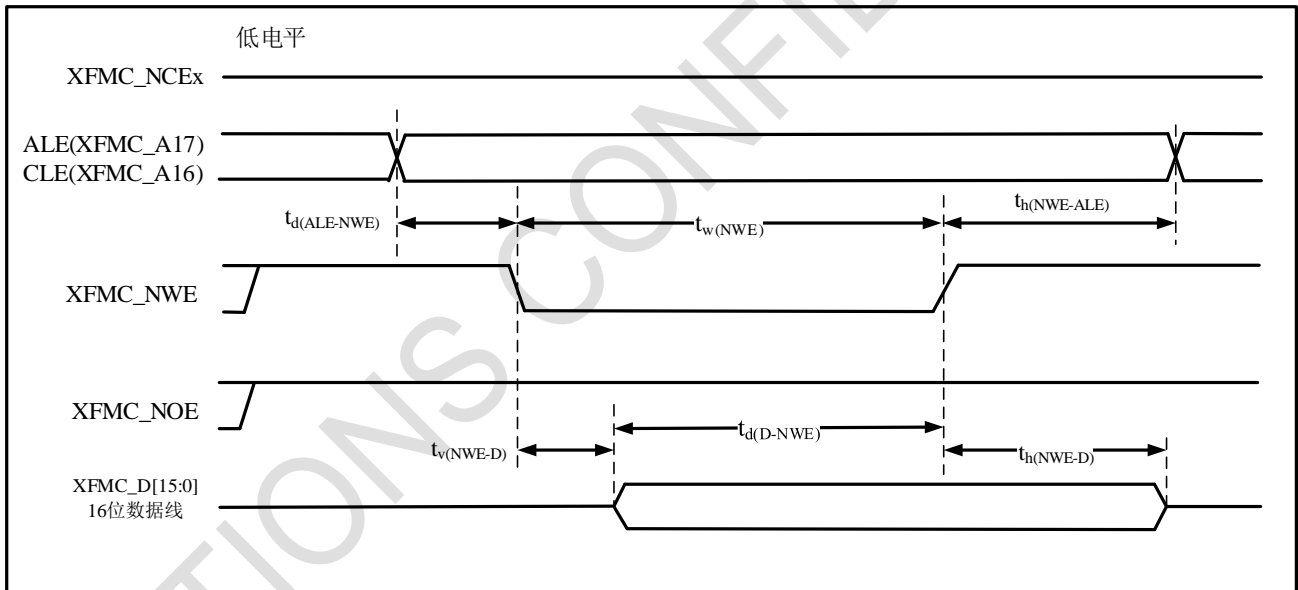 低电平
XFMC_NCEx
ALE(XFMC_A17)
CLE(XFMC_A16)
td(ALE-NWE)
tw(NWE)
th(NWE-ALE)
XFMC_NWE
XFMC_NOE
tv(NWE-D)
td(D-NWE)
th(NWE-D)
XFMC_D[15:0]
16位数据线